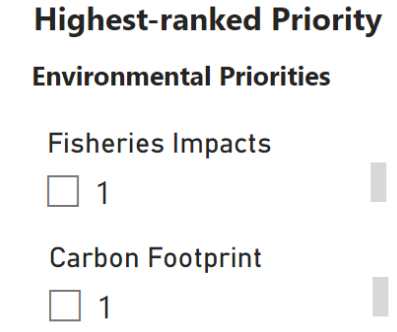 Highest-ranked Priority
Environmental Priorities
Fisheries Impacts
1
Carbon Footprint
1